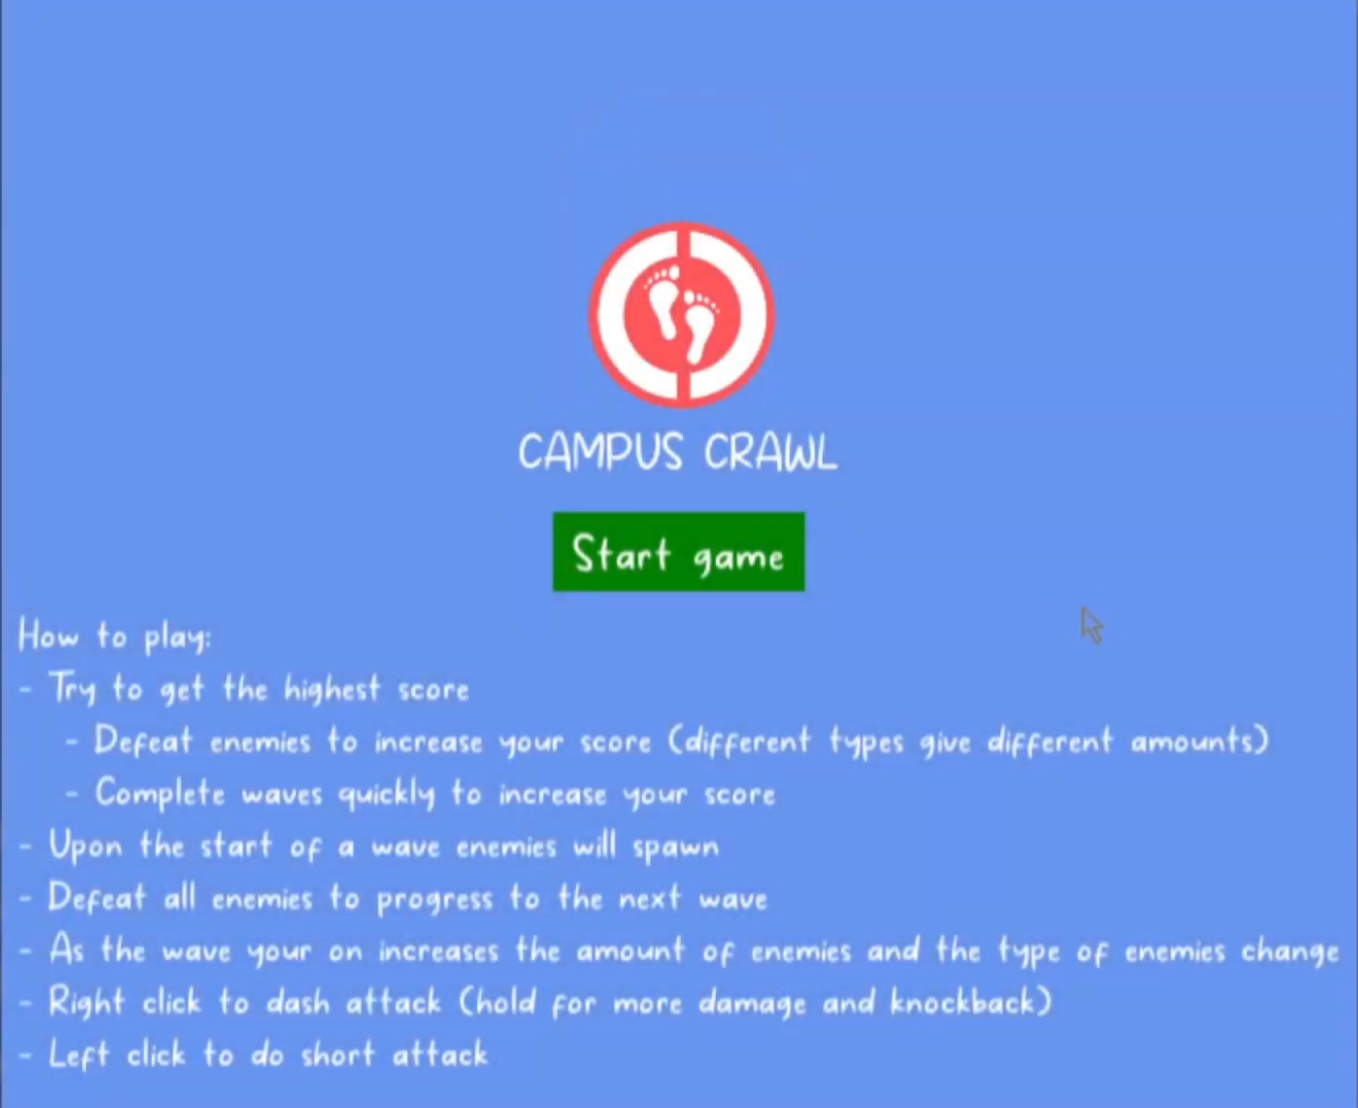 CAMPUS CRAWL
Start game
How to play:
- Try to get the highest score
- Defeat enemies to increase your score (different types give different amounts)
- Complete waves quickly to increase your score
- Upon the start of a wave enemies will spawn
- Defeat all enemies to progress to the next wave
- As the wave your on increases the amount of enemies and the type of enemies change
- Right click to dash attack (hold for more damage and knockback)
- Left click to do short attack